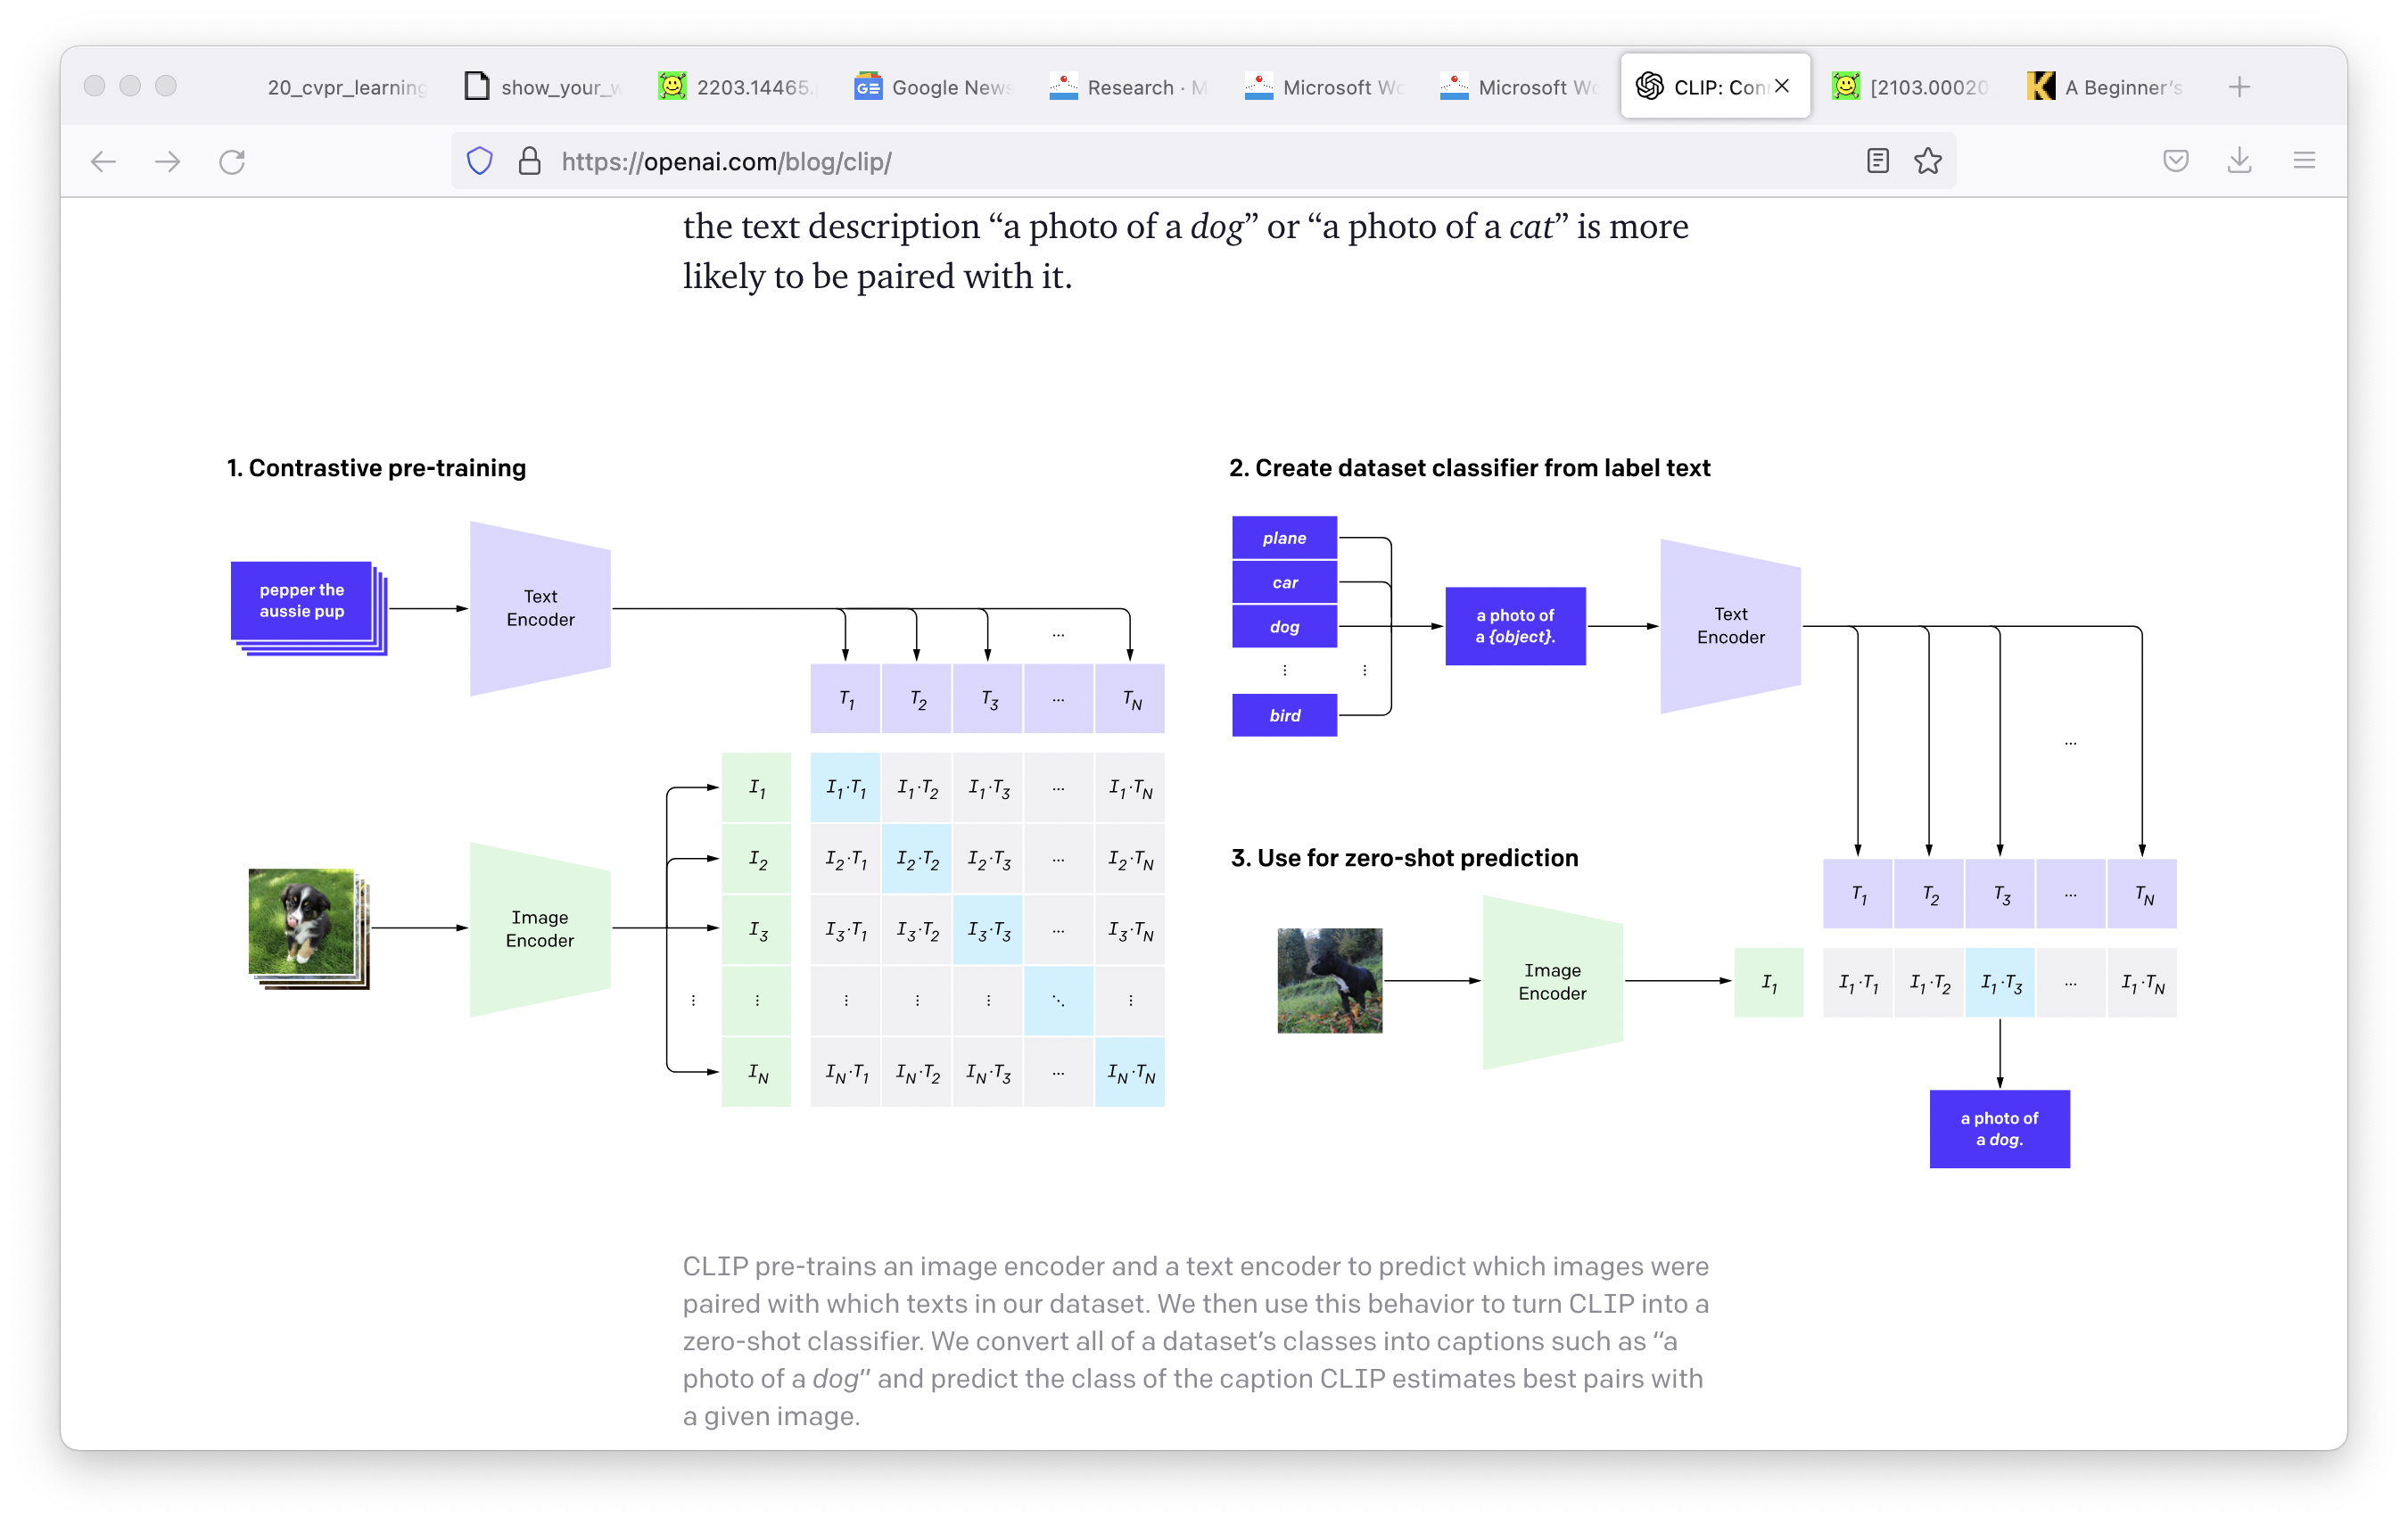 20_cvpr_learning
show_your_w
2203.14465.
Google News
Research · M
Microsoft Wo
Microsoft Wo
CLIP: Con
[2103.00020
A Beginner's
https://openai.com/blog/clip/
the text description “a photo of a dog” or “a photo of a cat” is more
likely to be paired with it.
1. Contrastive pre-training
pepper the
aussie pup
Text
Encoder
...
T1 T2 T3 ... TN
Image
Encoder
I1 I1·T1 I1·T2 I1·T3 ... I1·TN
I2 I2·T1 I2·T2 I2·T3 ... I2·TN
I3 I3·T1 I3·T2 I3·T3 ... I3·TN
⋮ ⋮ ⋮ ⋮ ⋮ ⋱ ⋮
IN IN·T1 IN·T2 IN·T3 ... IN·TN
2. Create dataset classifier from label text
plane
car
dog
⋮ ⋮
bird
a photo of
a {object}.
Text
Encoder
...
3. Use for zero-shot prediction
Image
Encoder
T1 T2 T3 ... TN
I1 I1·T1 I1·T2 I1·T3 ... I1·TN
a photo of
a dog.
CLIP pre-trains an image encoder and a text encoder to predict which images were
paired with which texts in our dataset. We then use this behavior to turn CLIP into a
zero-shot classifier. We convert all of a dataset’s classes into captions such as “a
photo of a dog” and predict the class of the caption CLIP estimates best pairs with
a given image.